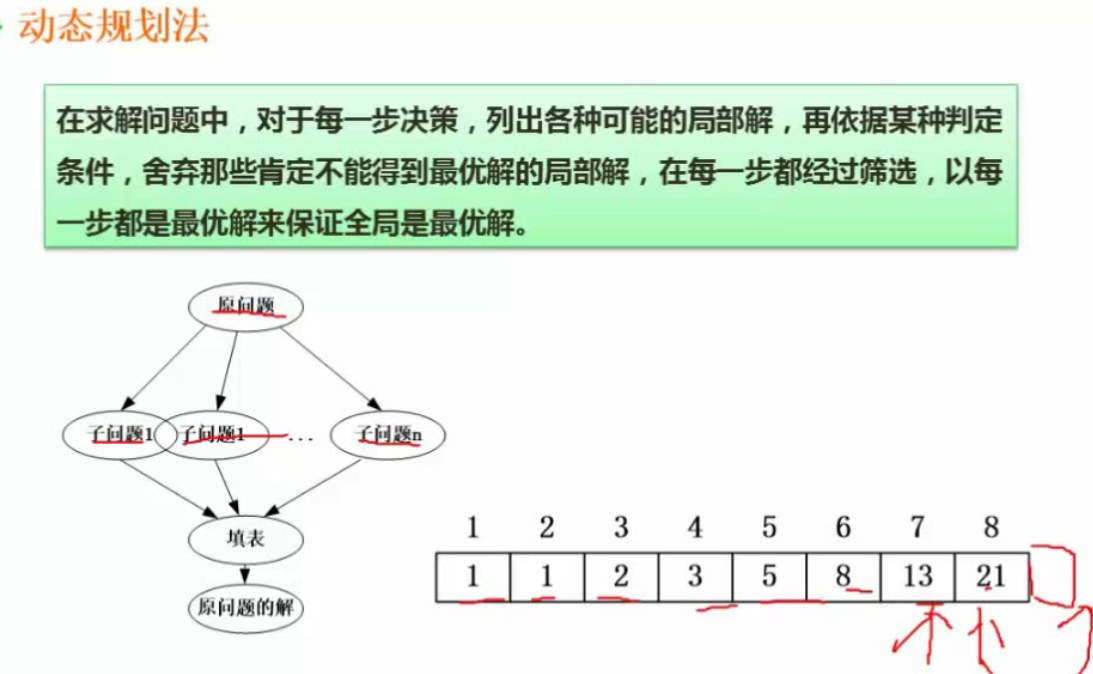 动态规划法
在求解问题中，对于每一步决策，列出各种可能的局部解，再依据某种判定
条件，舍弃那些肯定不能得到最优解的局部解，在每一步都经过筛选，以每
一步都是最优解来保证全局是最优解。
原问题
子问题1 子问题1 … 子问题n
填表
原问题的解
1 2 3 4 5 6 7 8
1 1 2 3 5 8 13 21